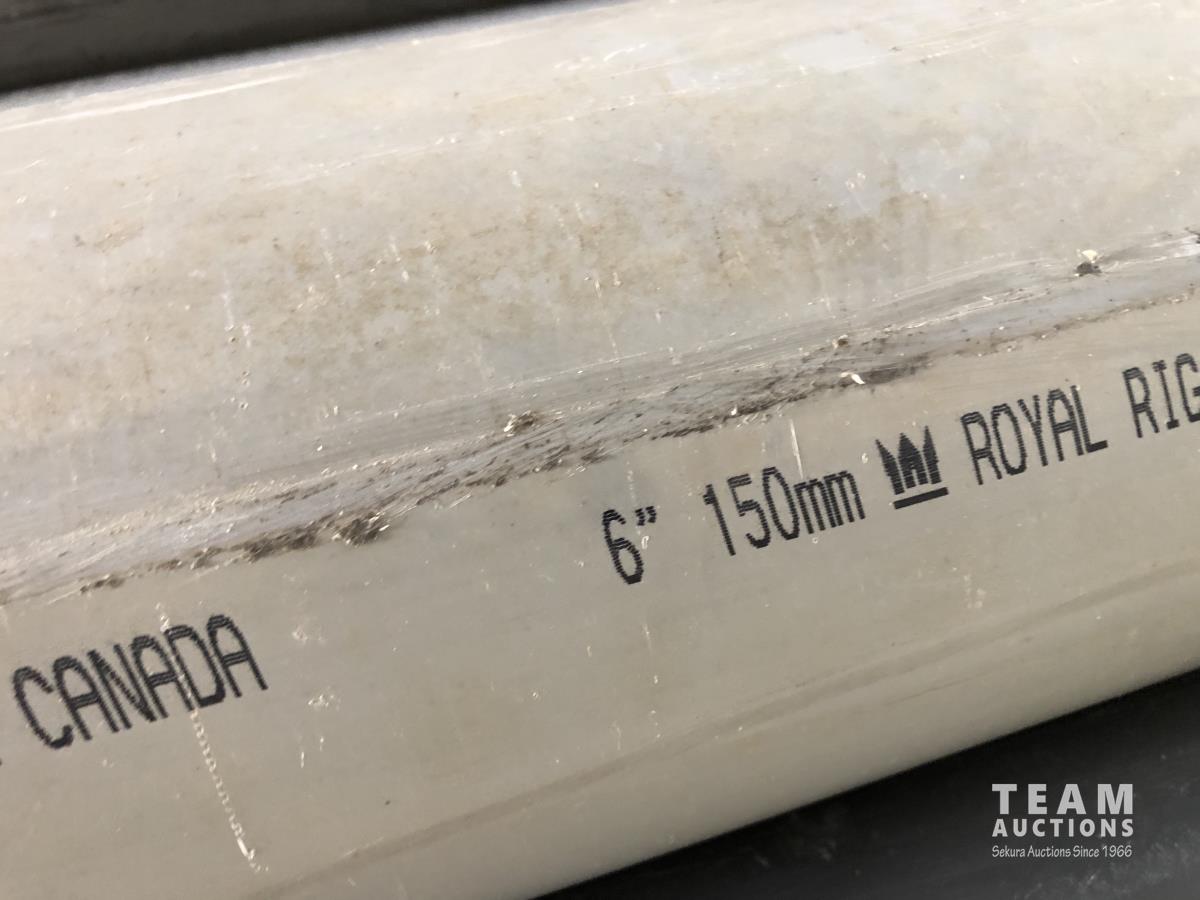 CANADA 6" 150mm ROYAL RIG
TEAM
AUCTIONS
Sekura Auctions Since 1966